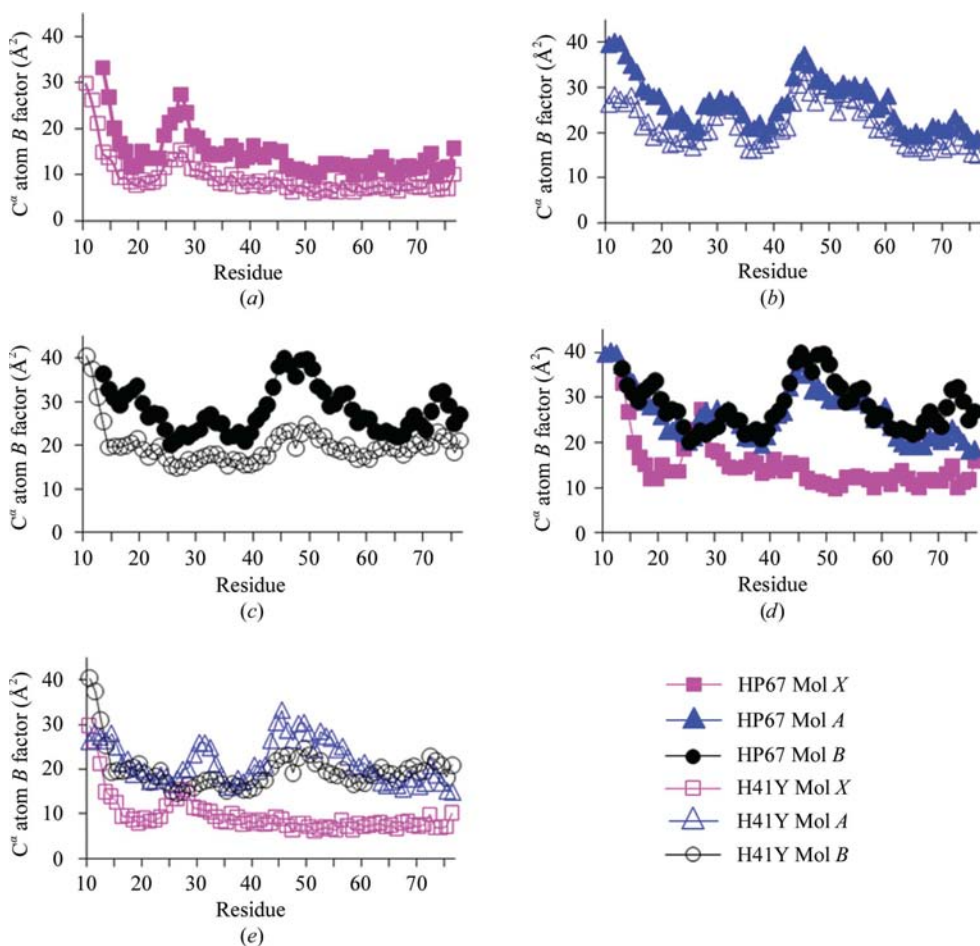 Cα atom B factor (Å²)
40
30
20
10
0
10 20 30 40 50 60 70
Residue
(a)
Cα atom B factor (Å²)
40
30
20
10
0
10 20 30 40 50 60 70
Residue
(b)
Cα atom B factor (Å²)
40
30
20
10
0
10 20 30 40 50 60 70
Residue
(c)
Cα atom B factor (Å²)
40
30
20
10
0
10 20 30 40 50 60 70
Residue
(d)
Cα atom B factor (Å²)
40
30
20
10
0
10 20 30 40 50 60 70
Residue
(e)
HP67 Mol X
HP67 Mol A
HP67 Mol B
H41Y Mol X
H41Y Mol A
H41Y Mol B